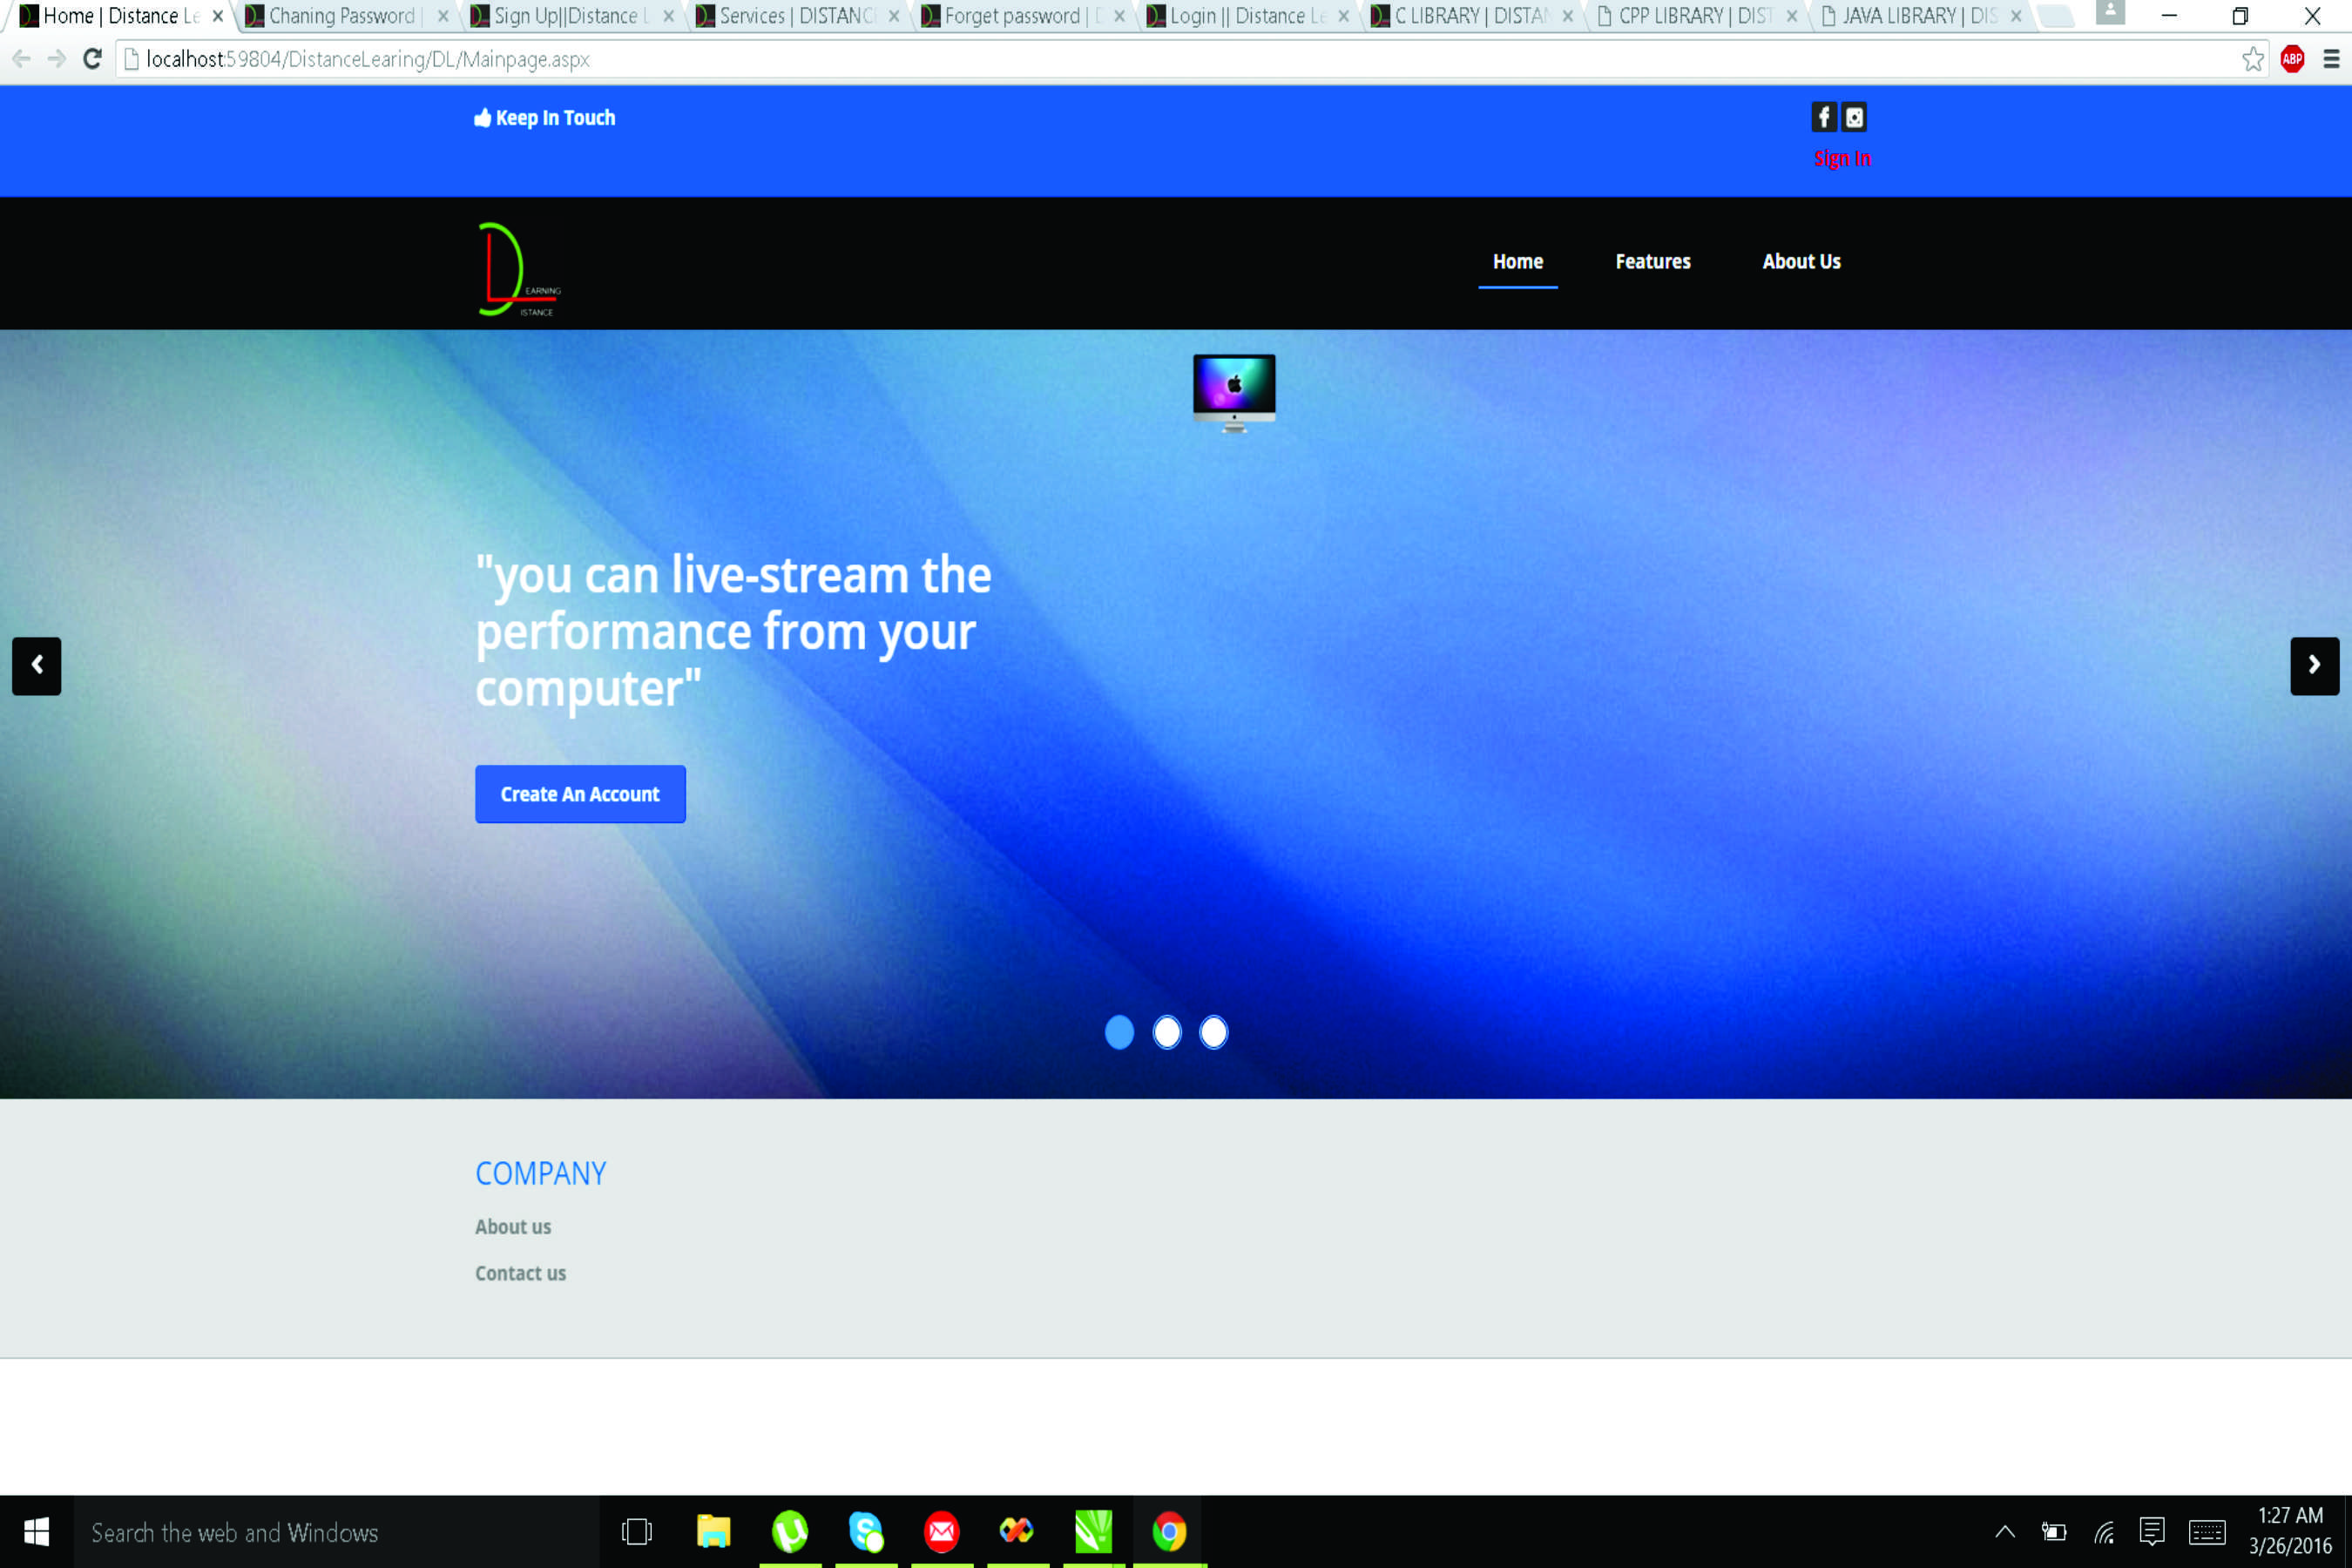 Home | Distance Le
Chaning Password |
Sign Up||Distance L
Services | DISTANC
Forget password | D
Login || Distance Le
C LIBRARY | DISTAN
CPP LIBRARY | DIST
JAVA LIBRARY | DIS
localhost:59804/DistanceLearing/DL/Mainpage.aspx
ABP
Keep In Touch
Sign In
EARNING
ISTANCE
Home
Features
About Us
"you can live-stream the
performance from your
computer"
Create An Account
COMPANY
About us
Contact us
Search the web and Windows
1:27 AM
3/26/2016